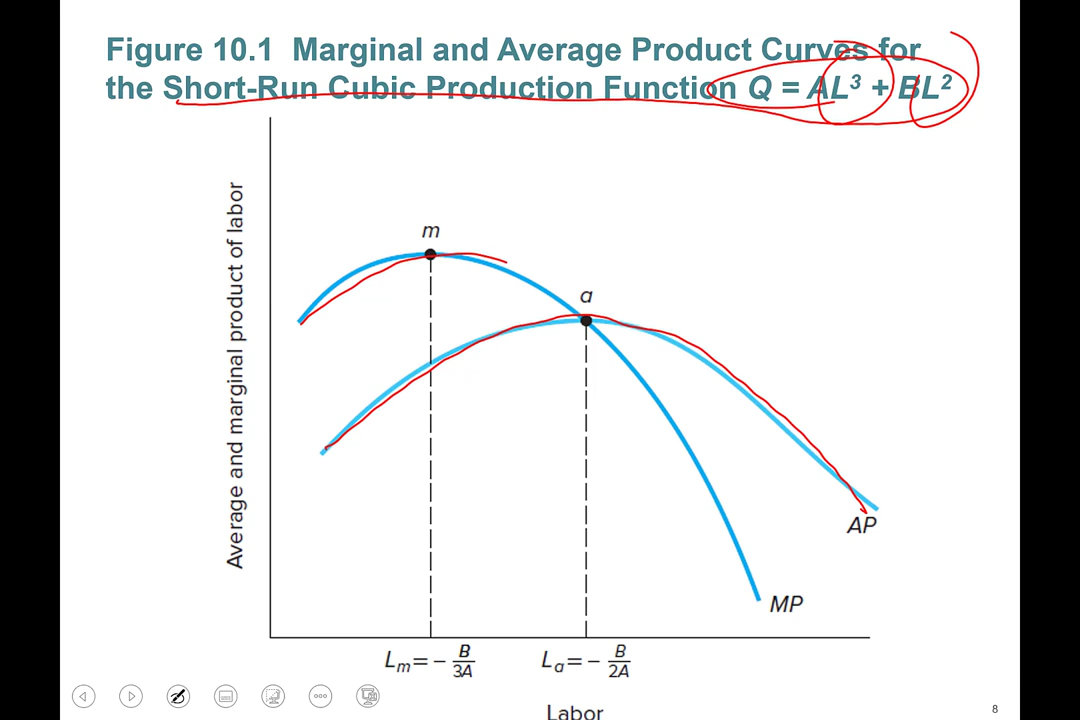 Figure 10.1 Marginal and Average Product Curves for
the Short-Run Cubic Production Function Q = AL³ + BL²
Average and marginal product of labor
m
a
AP
MP
Lₘ = − B/3A
Lₐ = − B/2A
Labor
8